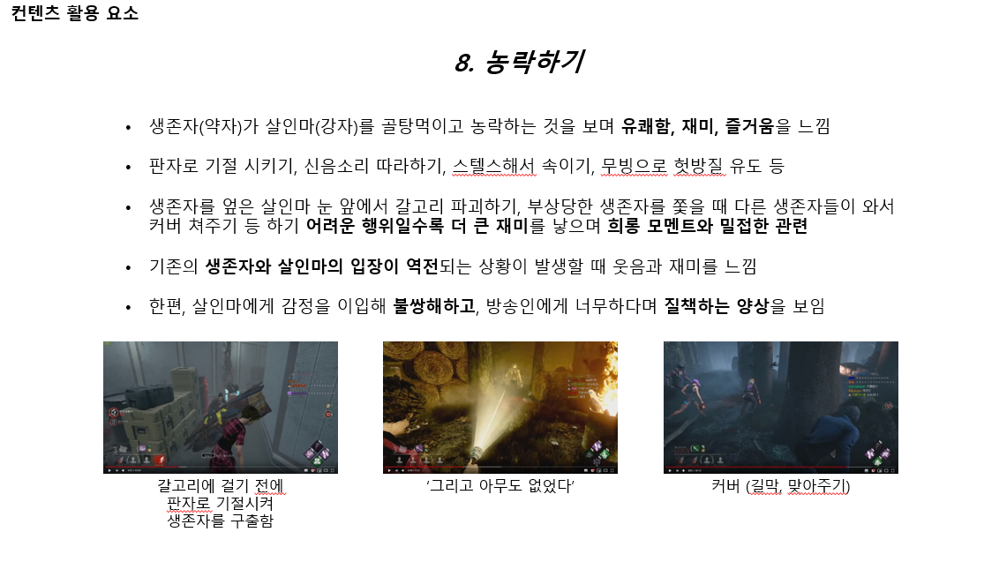 컨텐츠 활용 요소
8. 농락하기
• 생존자(약자)가 살인마(강자)를 골탕먹이고 농락하는 것을 보며 유쾌함, 재미, 즐거움을 느낌
• 판자로 기절 시키기, 신음소리 따라하기, 스텔스해서 속이기, 무빙으로 헛방질 유도 등
• 생존자를 엎은 살인마 눈 앞에서 갈고리 파괴하기, 부상당한 생존자를 쫓을 때 다른 생존자들이 와서
커버 쳐주기 등 하기 어려운 행위일수록 더 큰 재미를 낳으며 희롱 모멘트와 밀접한 관련
• 기존의 생존자와 살인마의 입장이 역전되는 상황이 발생할 때 웃음과 재미를 느낌
• 한편, 살인마에게 감정을 이입해 불쌍해하고, 방송인에게 너무하다며 질책하는 양상을 보임
갈고리에 걸기 전에
판자로 기절시켜
생존자를 구출함
‘그리고 아무도 없었다’
커버 (길막, 맞아주기)